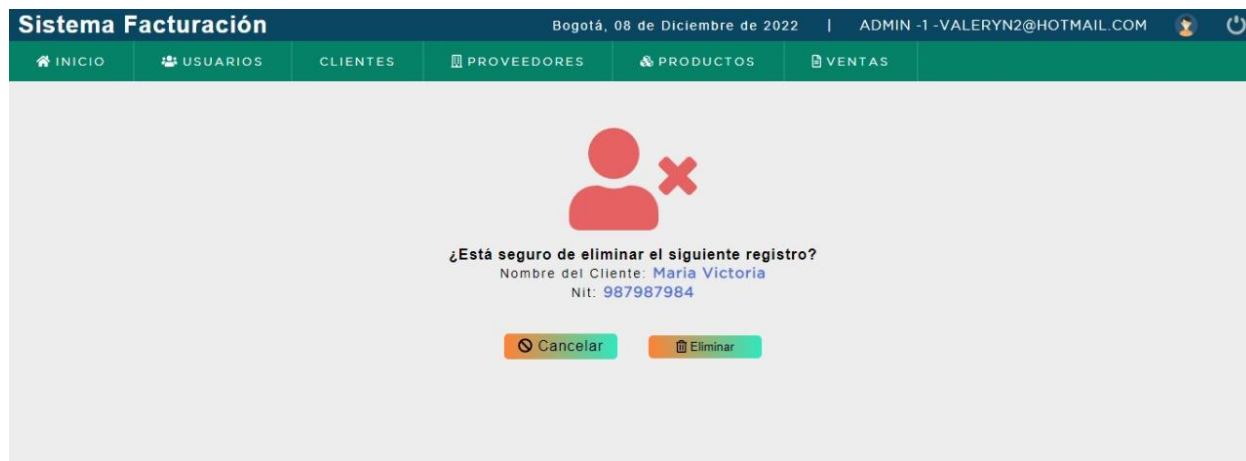 Sistema Facturación
Bogotá, 08 de Diciembre de 2022 | ADMIN -1 -VALERYN2@HOTMAIL.COM
INICIO USUARIOS CLIENTES PROVEEDORES PRODUCTOS VENTAS
¿Está seguro de eliminar el siguiente registro?
Nombre del Cliente: Maria Victoria
Nit: 987987984
Cancelar Eliminar